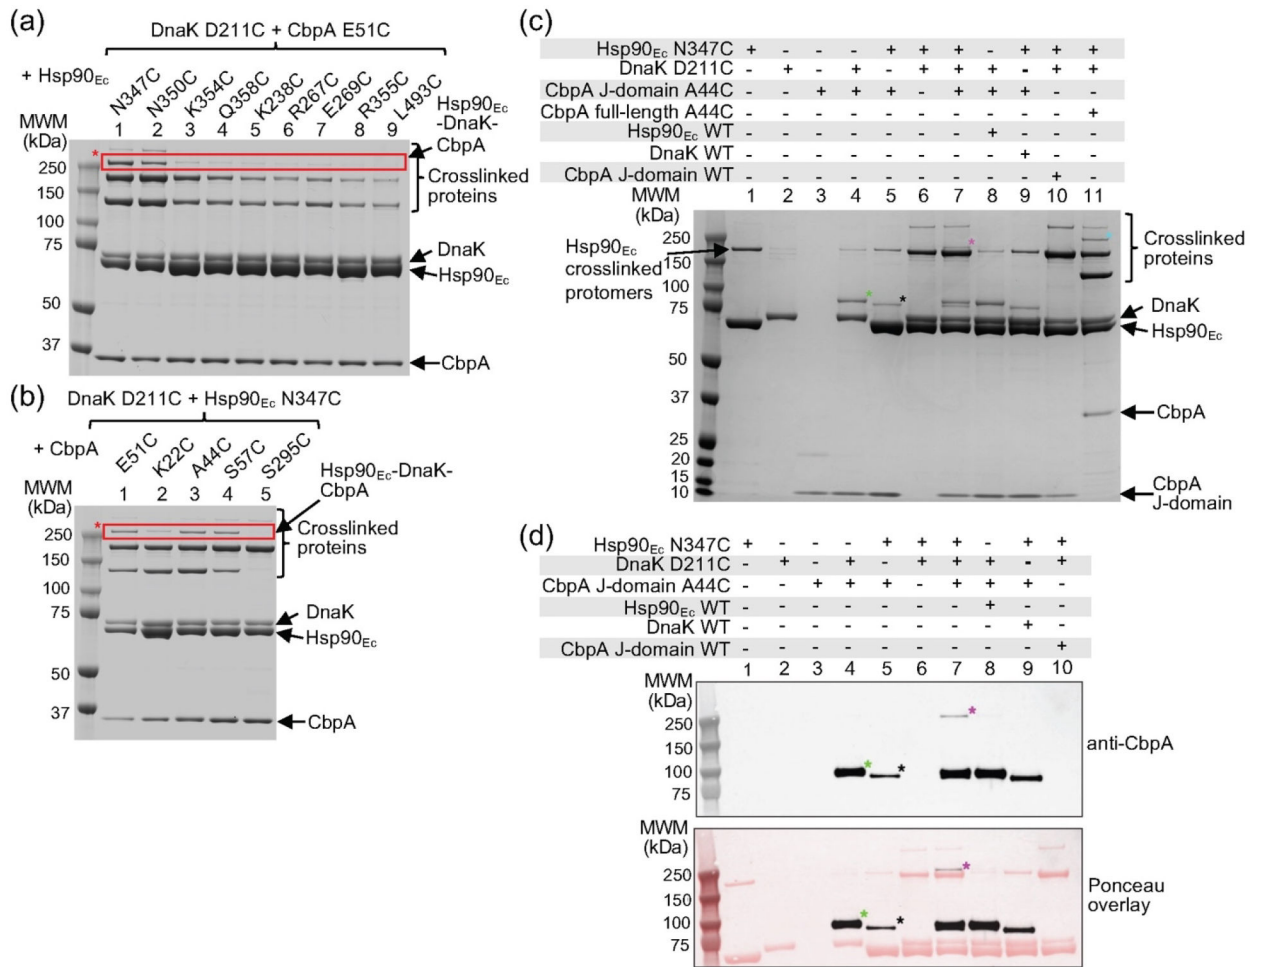 (a)
DnaK D211C + CbpA E51C
+ Hsp90Ec
N347C
N350C
K354C
Q358C
K238C
R267C
E269C
R355C
L493C
Hsp90Ec
-DnaK-
CbpA
MWM
(kDa)
1 2 3 4 5 6 7 8 9
*
250
150
100
75
50
37
Crosslinked
proteins
DnaK
Hsp90Ec
CbpA
(b)
DnaK D211C + Hsp90Ec N347C
+ CbpA
E51C
K22C
A44C
S57C
S295C
Hsp90Ec-DnaK-
CbpA
MWM
(kDa)
1 2 3 4 5
*
250
150
100
75
50
37
Crosslinked
proteins
DnaK
Hsp90Ec
CbpA
(c)
Hsp90Ec N347C + - - - + + + - + + +
DnaK D211C - + - + - + + + - + +
CbpA J-domain A44C - - + + + - + + + - -
CbpA full-length A44C - - - - - - - - - - +
Hsp90Ec WT - - - - - - - + - - -
DnaK WT - - - - - - - - + - -
CbpA J-domain WT - - - - - - - - - + -
MWM
(kDa)
1 2 3 4 5 6 7 8 9 10 11
250
150
100
75
50
37
25
20
15
10
Hsp90Ec
crosslinked
protomers
*
*
*
*
Crosslinked
proteins
DnaK
Hsp90Ec
CbpA
CbpA
J-domain
(d)
Hsp90Ec N347C + - - - + + + - + +
DnaK D211C - + - + - + + + - +
CbpA J-domain A44C - - + + + - + + + -
Hsp90Ec WT - - - - - - - + - -
DnaK WT - - - - - - - - + -
CbpA J-domain WT - - - - - - - - - +
1 2 3 4 5 6 7 8 9 10
MWM
(kDa)
250
150
100
75
*
*
*
anti-CbpA
MWM
(kDa)
250
150
100
75
*
*
*
Ponceau
overlay